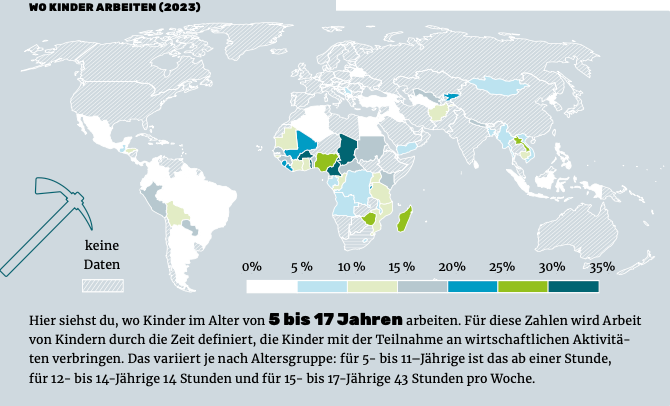 WO KINDER ARBEITEN (2023)
keine
Daten
0% 5% 10% 15% 20% 25% 30% 35%
Hier siehst du, wo Kinder im Alter von 5 bis 17 Jahren arbeiten. Für diese Zahlen wird Arbeit
von Kindern durch die Zeit definiert, die Kinder mit der Teilnahme an wirtschaftlichen Aktivitä-
ten verbringen. Das variiert je nach Altersgruppe: für 5- bis 11–Jährige ist das ab einer Stunde,
für 12- bis 14-Jährige 14 Stunden und für 15- bis 17-Jährige 43 Stunden pro Woche.